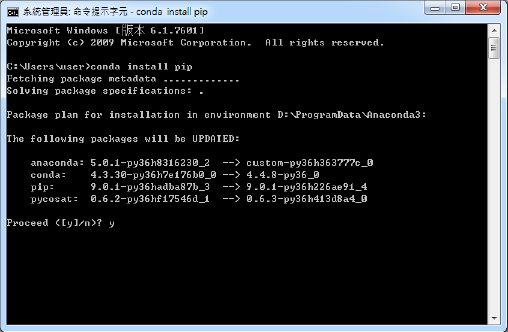 系統管理員: 命令提示字元 - conda install pip
Microsoft Windows [版本 6.1.7601]
Copyright (c) 2009 Microsoft Corporation.  All rights reserved.
C:\Users\user>conda install pip
Fetching package metadata .............
Solving package specifications: .
Package plan for installation in environment D:\ProgramData\Anaconda3:
The following packages will be UPDATED:
anaconda: 5.0.1-py36h8316230_2  --> custom-py36h363777c_0
conda:    4.3.30-py36h7e176b0_0 --> 4.4.8-py36_0
pip:      9.0.1-py36hadba87b_3  --> 9.0.1-py36h226ae91_4
pycosat:  0.6.2-py36hf17546d_1  --> 0.6.3-py36h413d8a4_0
Proceed ([y]/n)? y